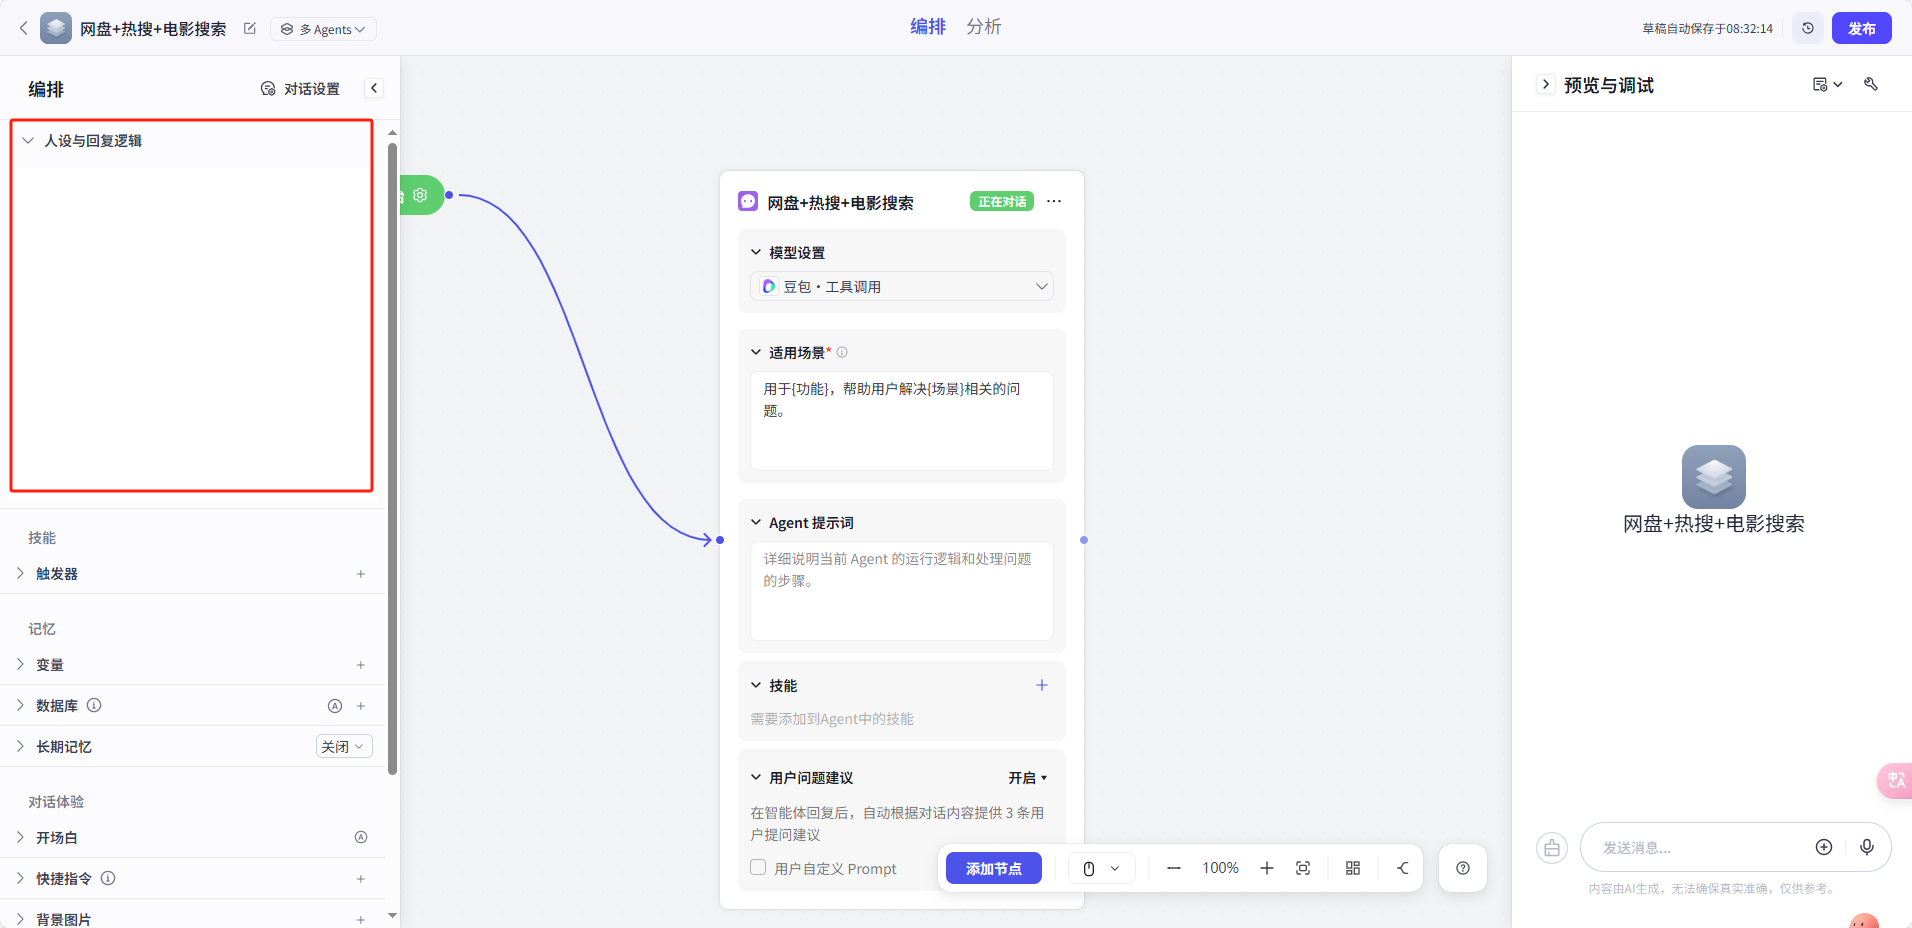 网盘+热搜+电影搜索
多 Agents
编排
分析
草稿自动保存于08:32:14
发布
编排
对话设置
人设与回复逻辑
技能
触发器
记忆
变量
数据库
长期记忆
关闭
对话体验
开场白
快捷指令
背景图片
网盘+热搜+电影搜索
正在对话
模型设置
豆包·工具调用
适用场景*
用于{功能}，帮助用户解决{场景}相关的问
题。
Agent 提示词
详细说明当前 Agent 的运行逻辑和处理问题
的步骤。
技能
需要添加到Agent中的技能
用户问题建议
开启
在智能体回复后，自动根据对话内容提供 3 条用
户提问建议
用户自定义 Prompt
添加节点
100%
预览与调试
网盘+热搜+电影搜索
发送消息...
内容由AI生成，无法确保真实准确，仅供参考。